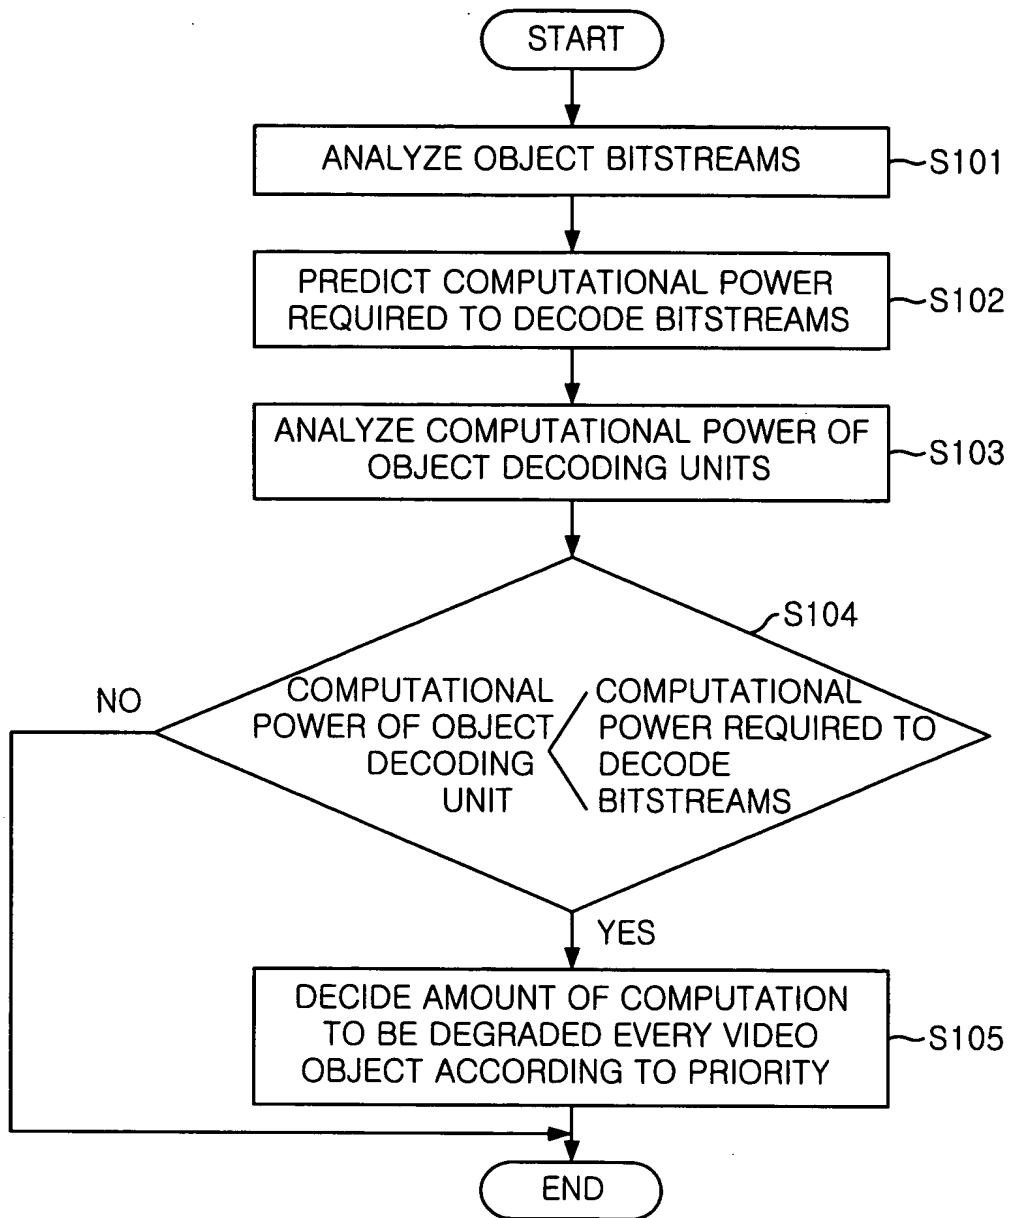 START
ANALYZE OBJECT BITSTREAMS
S101
PREDICT COMPUTATIONAL POWER
REQUIRED TO DECODE BITSTREAMS
S102
ANALYZE COMPUTATIONAL POWER OF
OBJECT DECODING UNITS
S103
S104
NO
COMPUTATIONAL
POWER OF OBJECT
DECODING
UNIT
<
COMPUTATIONAL
POWER REQUIRED TO
DECODE
BITSTREAMS
YES
DECIDE AMOUNT OF COMPUTATION
TO BE DEGRADED EVERY VIDEO
OBJECT ACCORDING TO PRIORITY
S105
END